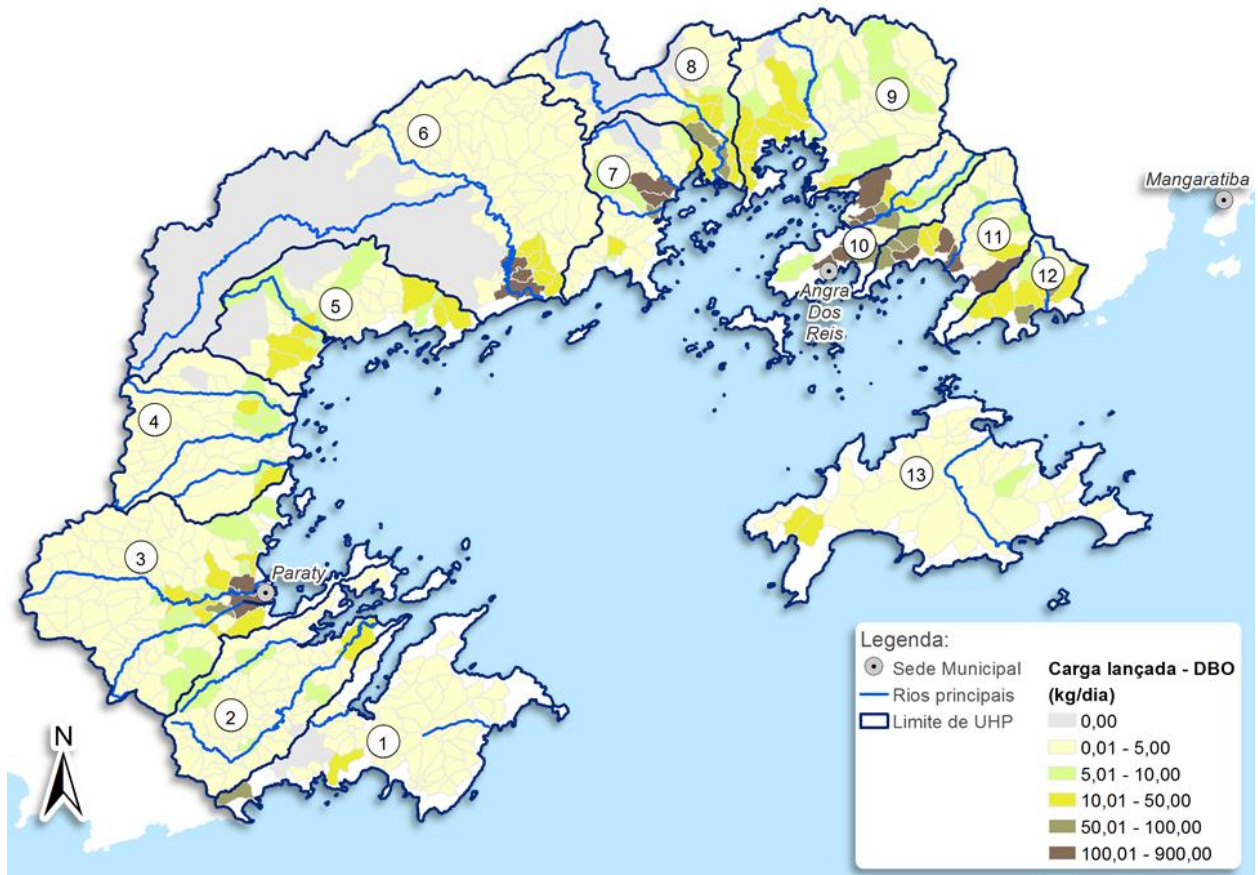 8
9
6
7
Mangaratiba
10
11
12
5
Angra
Dos
Reis
4
13
3
Paraty
2
1
N
Legenda:
Sede Municipal
Rios principais
Limite de UHP
Carga lançada - DBO
(kg/dia)
0,00
0,01 - 5,00
5,01 - 10,00
10,01 - 50,00
50,01 - 100,00
100,01 - 900,00